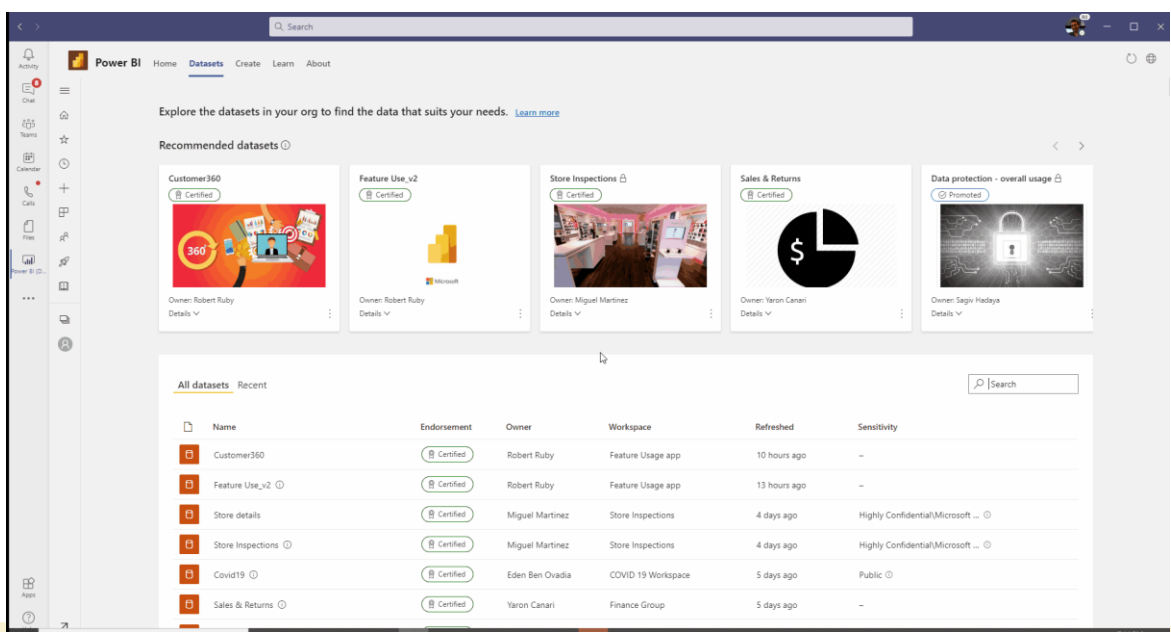 Search
Activity
Power BI Home Datasets Create Learn About
Chat
Teams
Calendar
Calls
Files
Power BI (D...
Apps
Explore the datasets in your org to find the data that suits your needs. Learn more
Recommended datasets
Customer360
Certified
360°
Owner: Robert Ruby
Details
Feature Use_v2
Certified
Microsoft
Owner: Robert Ruby
Details
Store Inspections
Certified
Owner: Miguel Martinez
Details
Sales & Returns
Certified
$
Owner: Yaron Canari
Details
Data protection - overall usage
Promoted
Owner: Sagiv Hadaya
Details
All datasets Recent
Search
Name Endorsement Owner Workspace Refreshed Sensitivity
Customer360 Certified Robert Ruby Feature Usage app 10 hours ago –
Feature Use_v2 Certified Robert Ruby Feature Usage app 13 hours ago –
Store details Certified Miguel Martinez Store Inspections 4 days ago Highly Confidential\Microsoft ...
Store Inspections Certified Miguel Martinez Store Inspections 4 days ago Highly Confidential\Microsoft ...
Covid19 Certified Eden Ben Ovadia COVID 19 Workspace 5 days ago Public
Sales & Returns Certified Yaron Canari Finance Group 5 days ago –